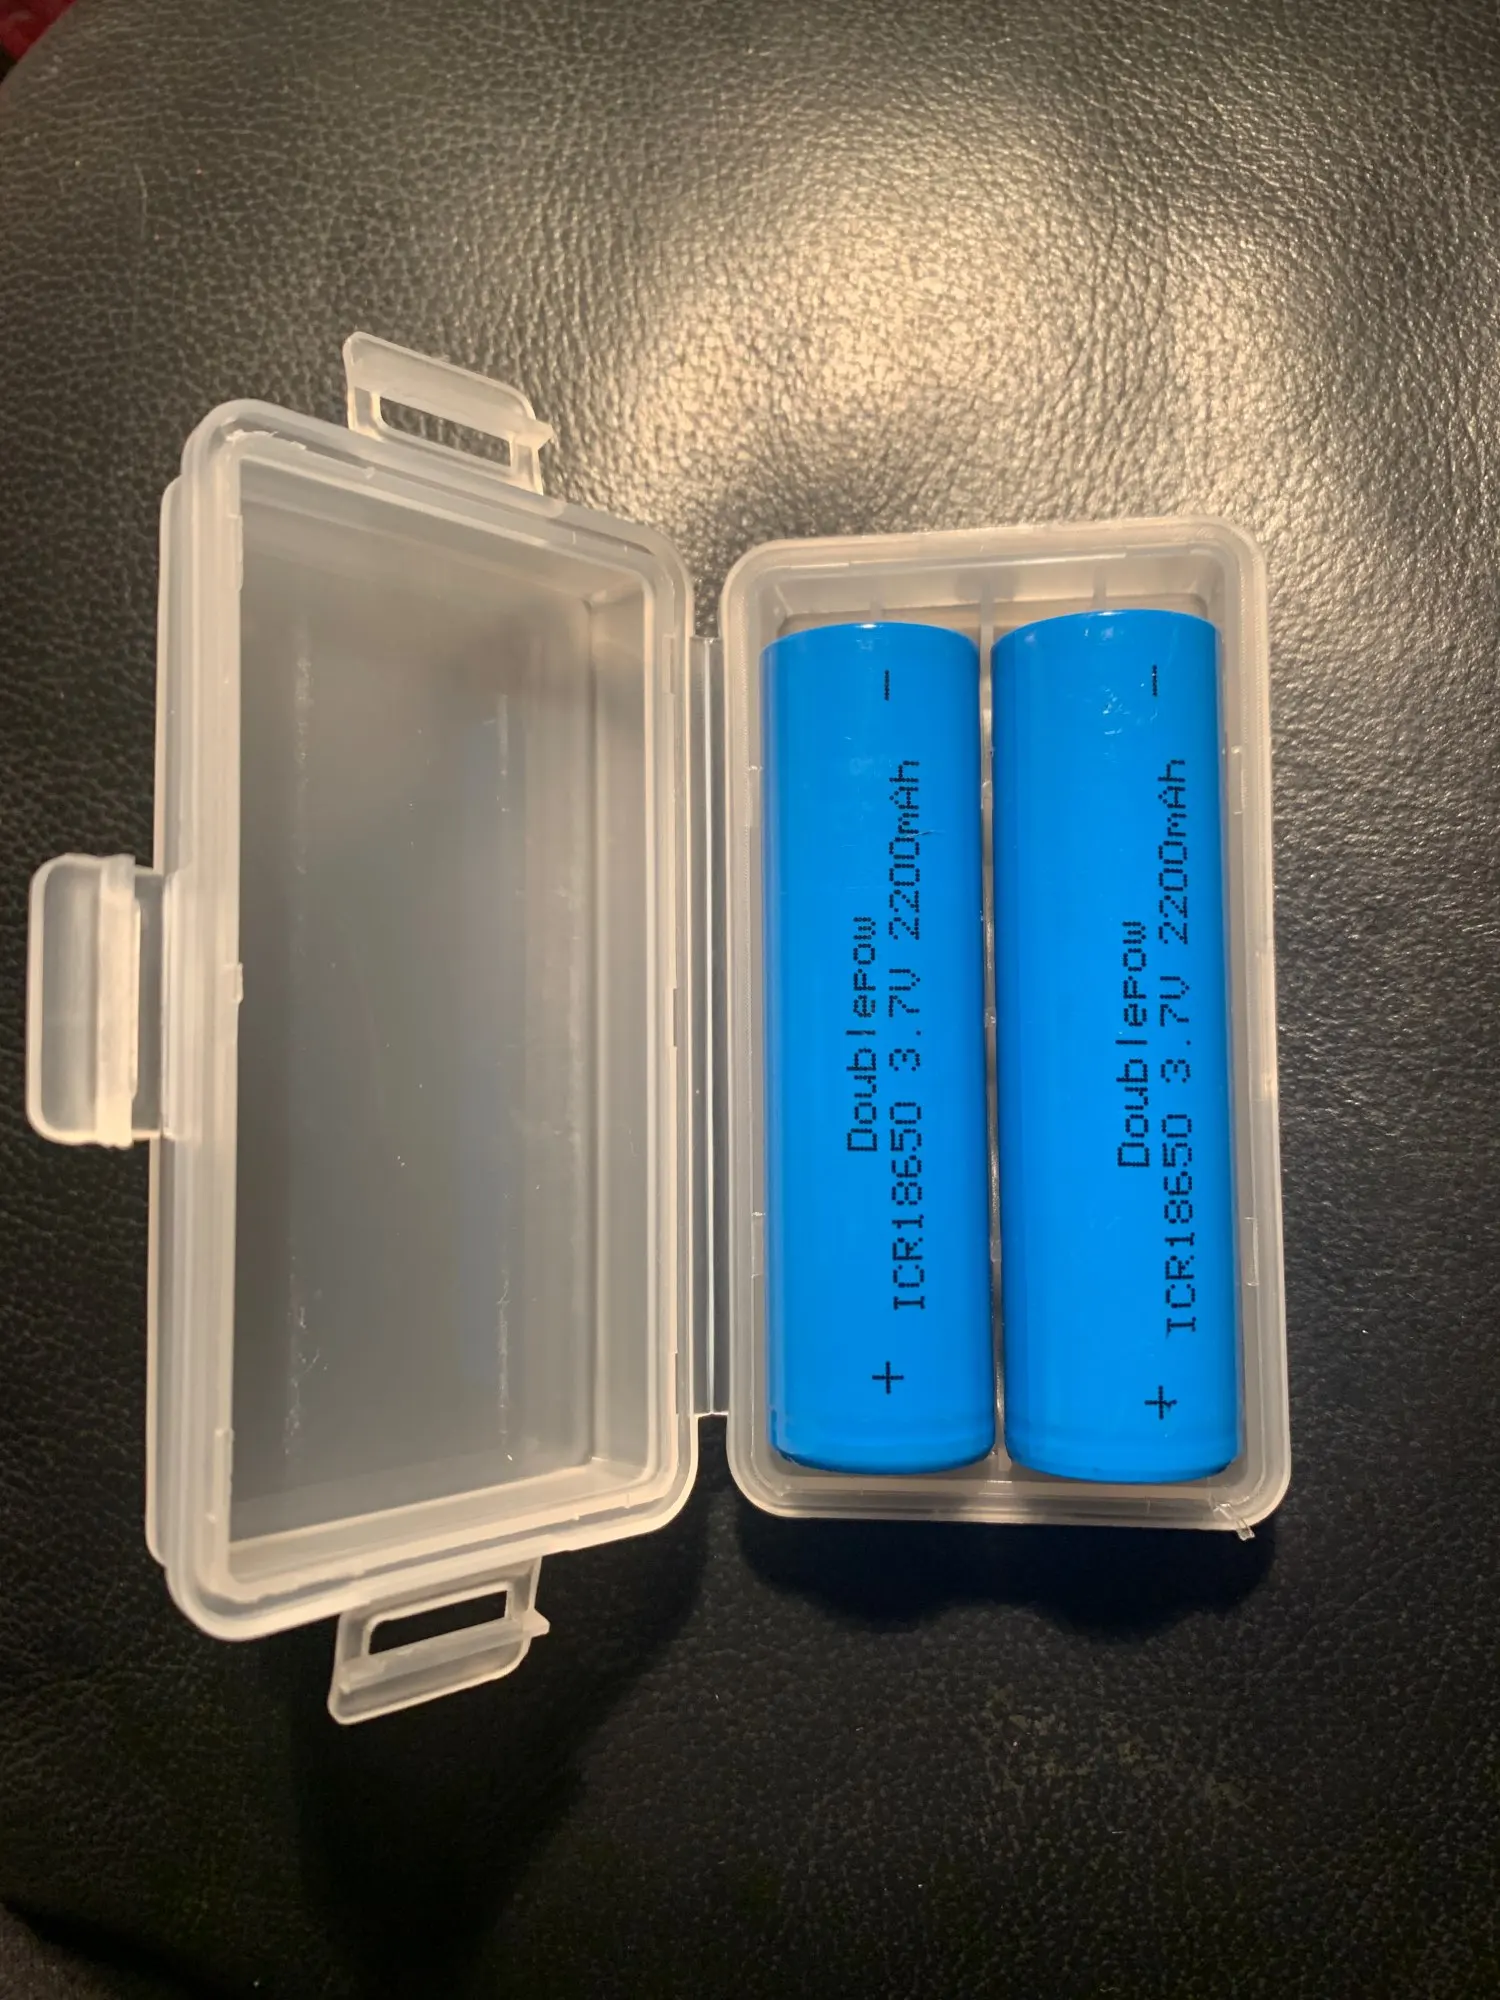 DoublePow
ICR18650 3.7V 2200mAh
+
−
DoublePow
ICR18650 3.7V 2200mAh
+
−